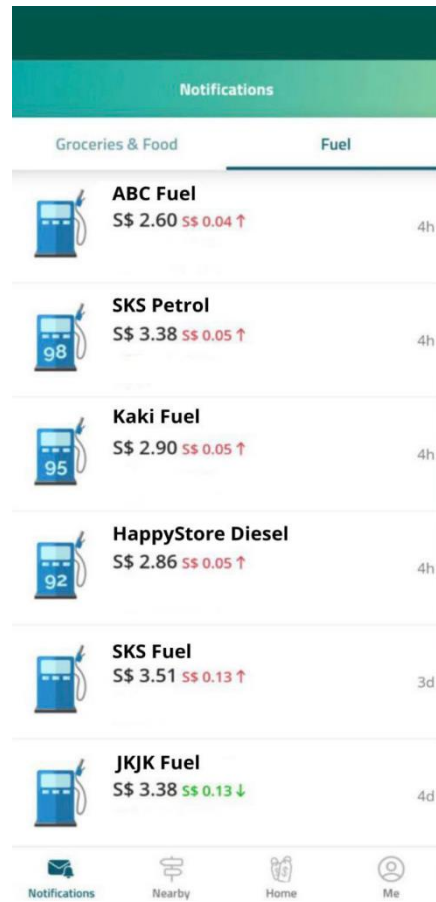 Notifications
Groceries & Food
Fuel
ABC Fuel
S$ 2.60 S$ 0.04 ↑
4h
98
SKS Petrol
S$ 3.38 S$ 0.05 ↑
4h
95
Kaki Fuel
S$ 2.90 S$ 0.05 ↑
4h
92
HappyStore Diesel
S$ 2.86 S$ 0.05 ↑
4h
SKS Fuel
S$ 3.51 S$ 0.13 ↑
3d
JKJK Fuel
S$ 3.38 S$ 0.13 ↓
4d
Notifications
Nearby
Home
Me